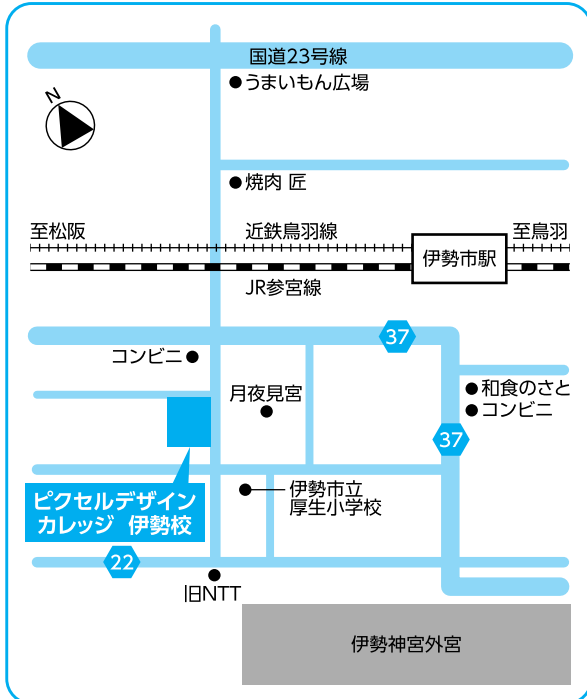 国道23号線
うまいもん広場
N
焼肉 匠
至松阪
近鉄鳥羽線
至鳥羽
伊勢市駅
JR参宮線
37
コンビニ
月夜見宮
和食のさと
コンビニ
37
伊勢市立
厚生小学校
ピクセルデザイン
カレッジ 伊勢校
22
旧NTT
伊勢神宮外宮